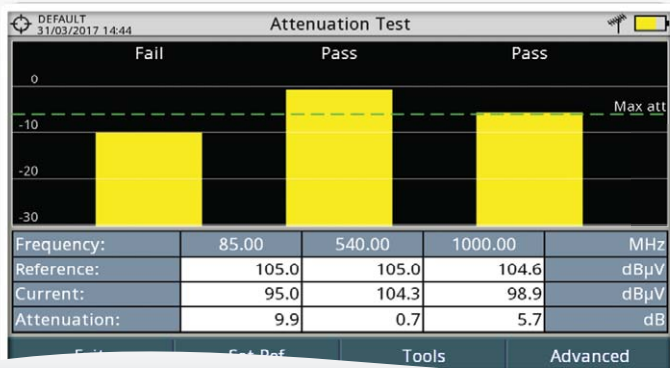 DEFAULT
31/03/2017 14:44
Attenuation Test
Fail Pass Pass
0
Max att
-10
-20
-30
Frequency: 85.00 540.00 1000.00 MHz
Reference: 105.0 105.0 104.6 dBµV
Current: 95.0 104.3 98.9 dBµV
Attenuation: 9.9 0.7 5.7 dB
Tools Advanced